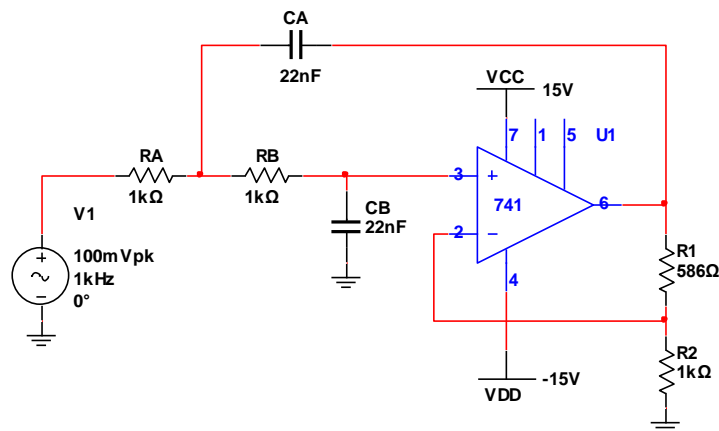 CA
22nF
VCC
15V
7
1
5
U1
RA
1kΩ
RB
1kΩ
3
741
6
V1
CB
22nF
2
R1
586Ω
100mVpk
1kHz
0°
4
R2
1kΩ
-15V
VDD